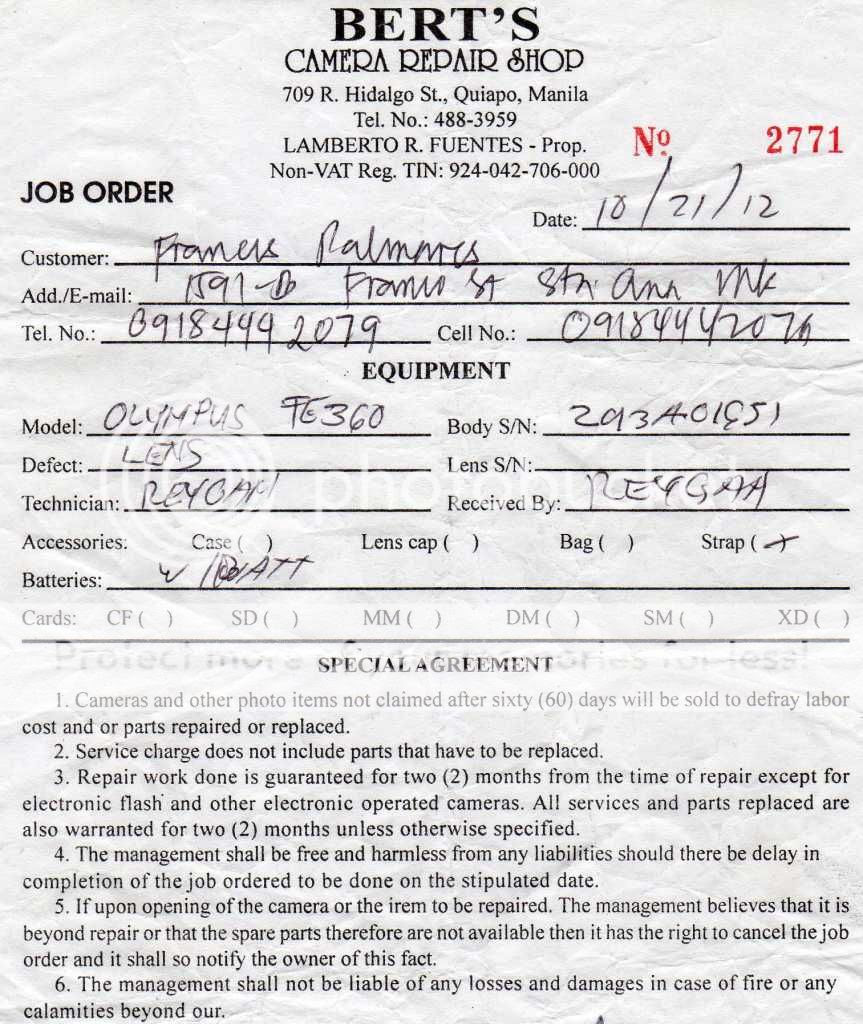 BERT'S
CAMERA REPAIR SHOP
709 R. Hidalgo St., Quiapo, Manila
Tel. No.: 488-3959
LAMBERTO R. FUENTES - Prop.
Nº 2771
Non-VAT Reg. TIN: 924-042-706-000
JOB ORDER
Date: 10/21/12
Customer: Francis Palmares
Add./E-mail: 1591-D St Sta. Ana
Tel. No.: 09184442079 Cell No.:
EQUIPMENT
Model: OLYMPUS FE360 Body S/N:
Defect: LENS Lens S/N:
Technician: REYGAN Received By: REYGAN
Accessories: Case ( ) Lens cap ( ) Bag ( ) Strap (
Batteries: w/ BATT
Cards: CF ( ) SD ( ) MM ( ) DM ( ) SM ( ) XD ( )
Protect more of your memories for less!
SPECIAL AGREEMENT
1. Cameras and other photo items not claimed after sixty (60) days will be sold to defray labor
cost and or parts repaired or replaced.
2. Service charge does not include parts that have to be replaced.
3. Repair work done is guaranteed for two (2) months from the time of repair except for
electronic flash and other electronic operated cameras. All services and parts replaced are
also warranted for two (2) months unless otherwise specified.
4. The management shall be free and harmless from any liabilities should there be delay in
completion of the job ordered to be done on the stipulated date.
5. If upon opening of the camera or the irem to be repaired. The management believes that it is
beyond repair or that the spare parts therefore are not available then it has the right to cancel the job
order and it shall so notify the owner of this fact.
6. The management shall not be liable of any losses and damages in case of fire or any
calamities beyond our.